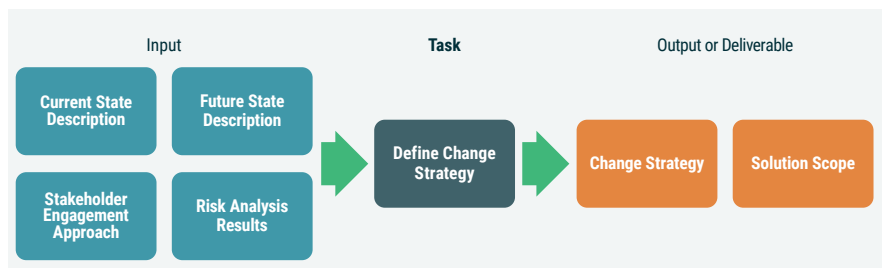 Input
Task
Output or Deliverable
Current State
Description
Future State
Description
Stakeholder
Engagement
Approach
Risk Analysis
Results
Define Change
Strategy
Change Strategy
Solution Scope